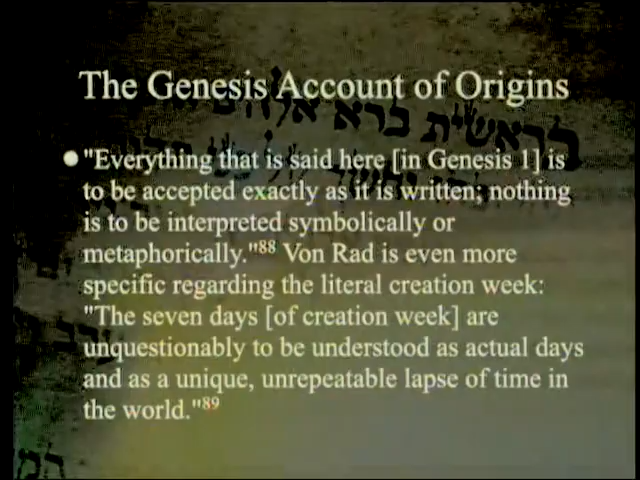 The Genesis Account of Origins
בראשית ברא אלהים
"Everything that is said here [in Genesis 1] is
to be accepted exactly as it is written; nothing
is to be interpreted symbolically or
metaphorically."88 Von Rad is even more
specific regarding the literal creation week:
"The seven days [of creation week] are
unquestionably to be understood as actual days
and as a unique, unrepeatable lapse of time in
the world."89